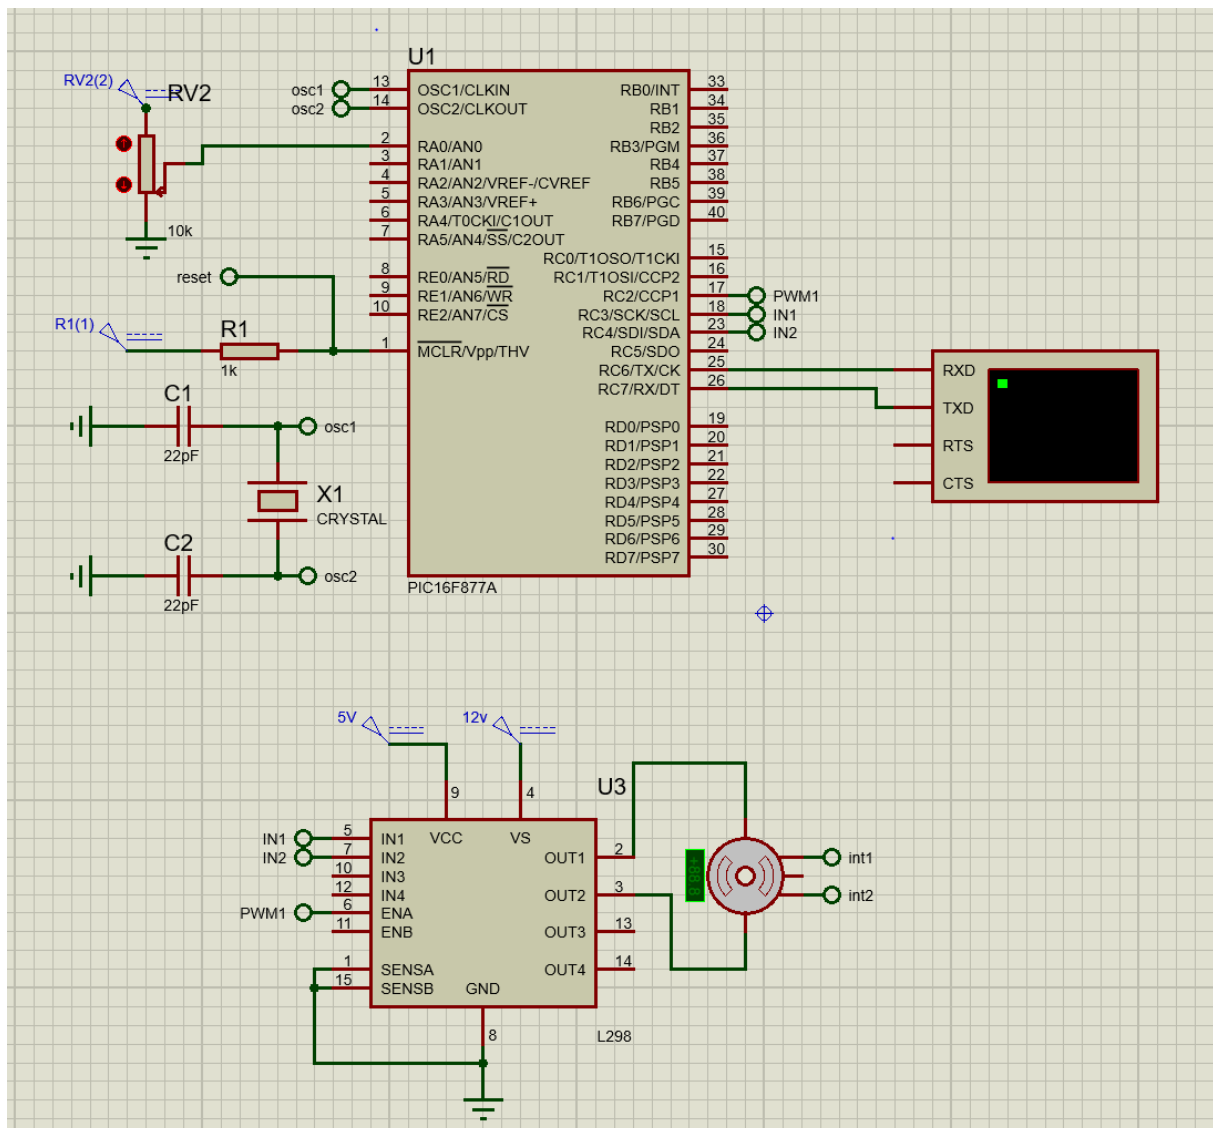 U1
RV2(2)
RV2
10k
osc1
osc2
13
14
2
3
4
5
6
7
8
9
10
1
OSC1/CLKIN
OSC2/CLKOUT
RA0/AN0
RA1/AN1
RA2/AN2/VREF-/CVREF
RA3/AN3/VREF+
RA4/T0CKI/C1OUT
RA5/AN4/SS/C2OUT
RE0/AN5/RD
RE1/AN6/WR
RE2/AN7/CS
MCLR/Vpp/THV
RB0/INT
RB1
RB2
RB3/PGM
RB4
RB5
RB6/PGC
RB7/PGD
RC0/T1OSO/T1CKI
RC1/T1OSI/CCP2
RC2/CCP1
RC3/SCK/SCL
RC4/SDI/SDA
RC5/SDO
RC6/TX/CK
RC7/RX/DT
RD0/PSP0
RD1/PSP1
RD2/PSP2
RD3/PSP3
RD4/PSP4
RD5/PSP5
RD6/PSP6
RD7/PSP7
33
34
35
36
37
38
39
40
15
16
17
18
23
24
25
26
19
20
21
22
27
28
29
30
PWM1
IN1
IN2
PIC16F877A
reset
R1(1)
R1
1k
C1
22pF
osc1
X1
CRYSTAL
C2
22pF
osc2
RXD
TXD
RTS
CTS
5V
12v
U3
9
4
IN1
IN2
PWM1
5
7
10
12
6
11
1
15
IN1
IN2
IN3
IN4
ENA
ENB
SENSA
SENSB
VCC
VS
GND
OUT1
OUT2
OUT3
OUT4
2
3
13
14
8
L298
+88.8
int1
int2